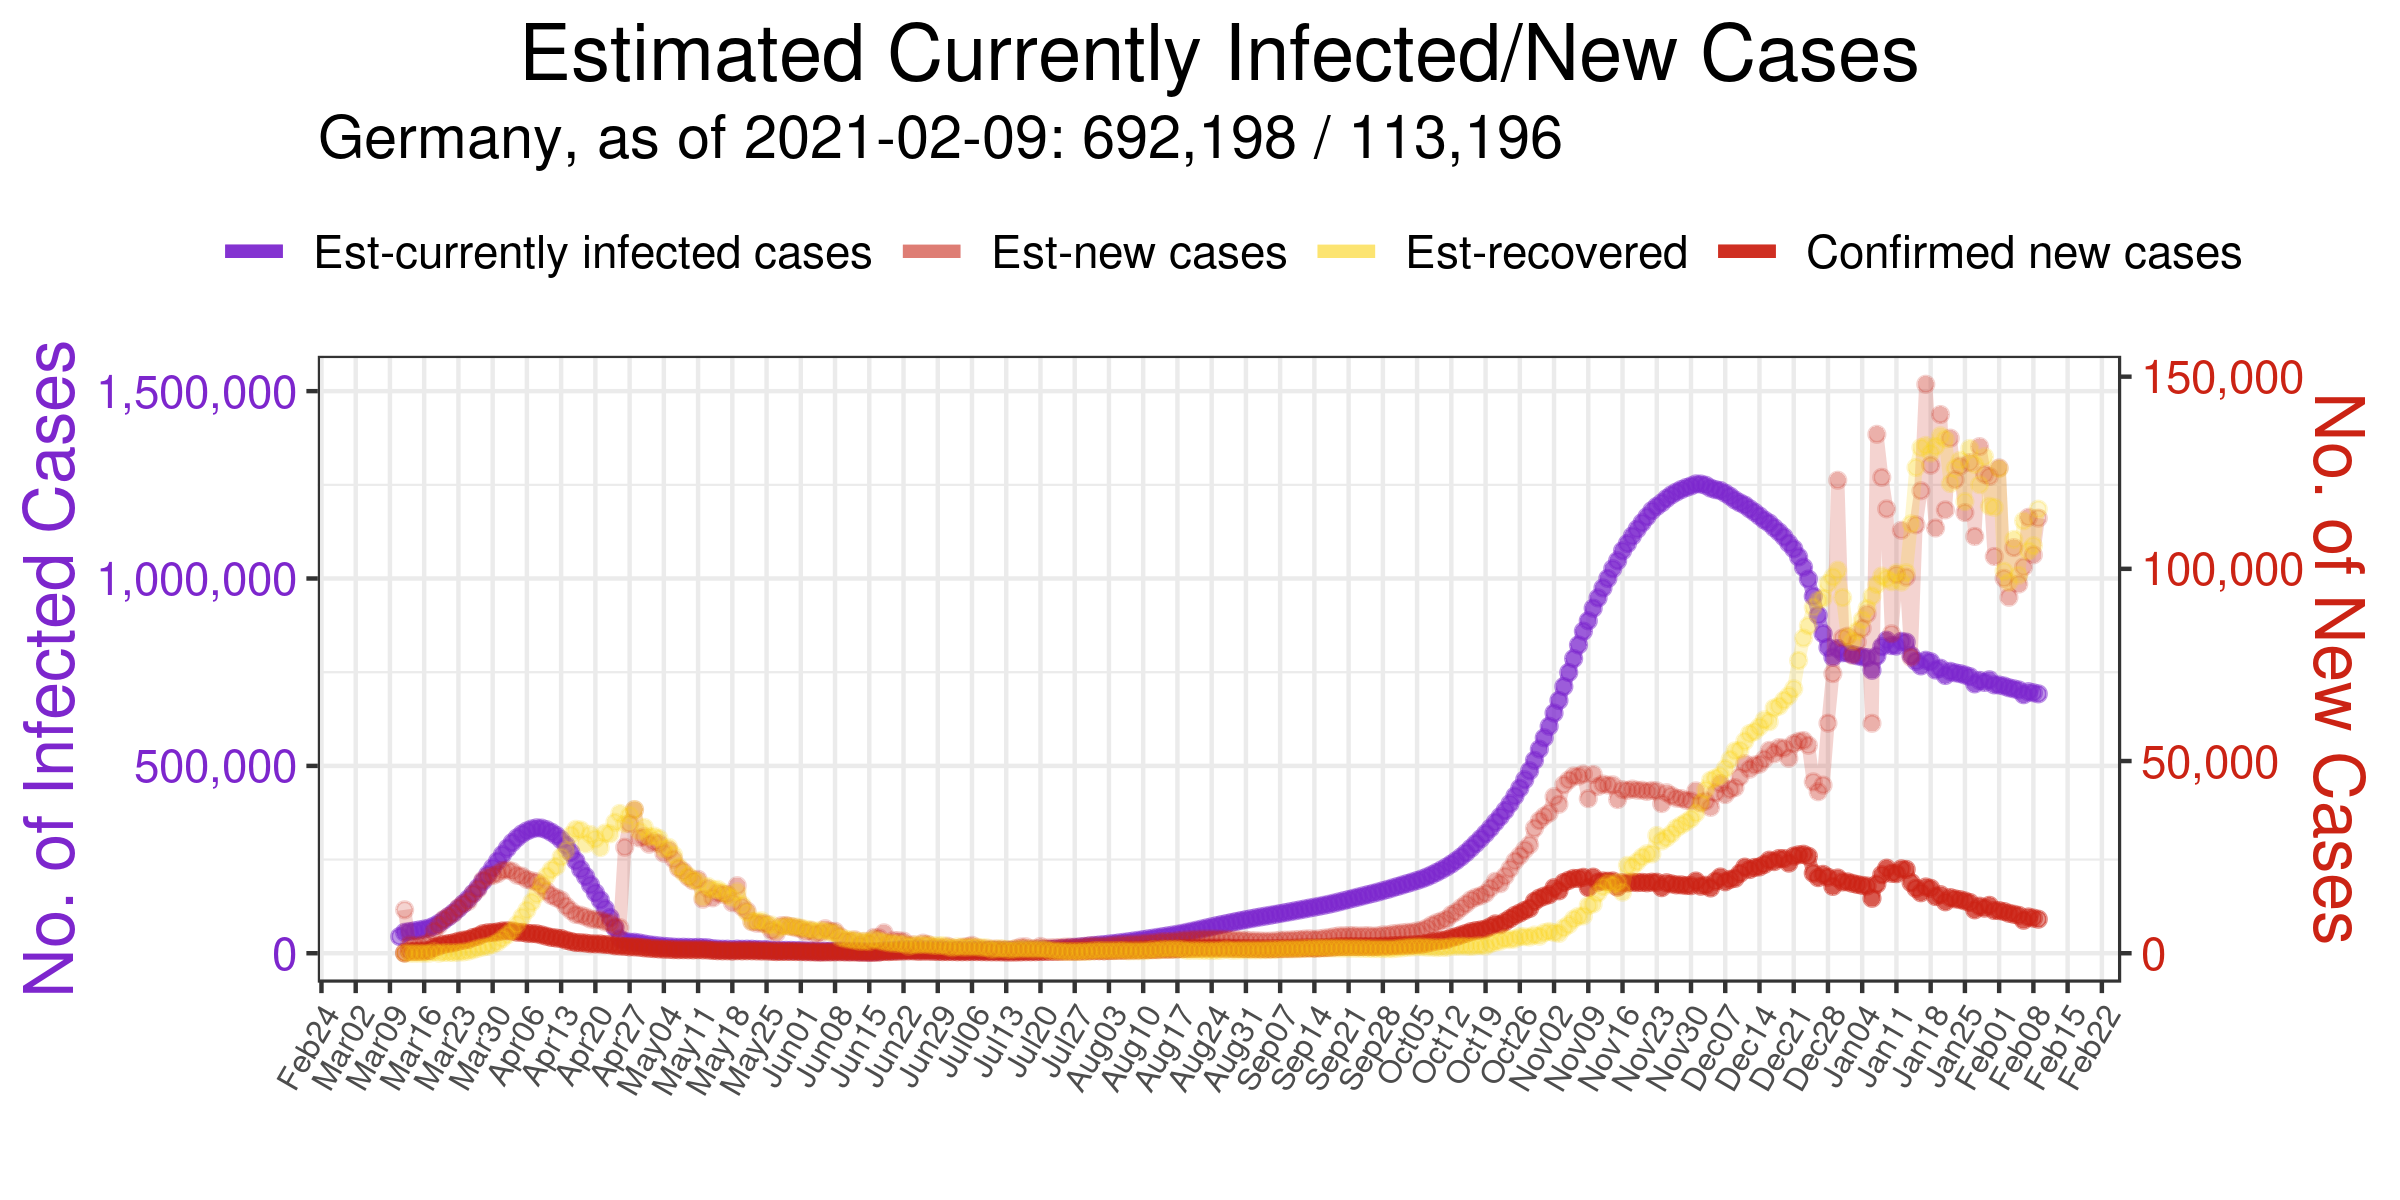 Estimated Currently Infected/New Cases
Germany, as of 2021-02-09: 692,198 / 113,196
Est-currently infected cases Est-new cases Est-recovered Confirmed new cases
No. of Infected Cases
1,500,000
1,000,000
500,000
0
150,000
100,000
50,000
0
No. of New Cases
Feb24 Mar02 Mar09 Mar16 Mar23 Mar30 Apr06 Apr13 Apr20 Apr27 May04 May11 May18 May25 Jun01 Jun08 Jun15 Jun22 Jun29 Jul06 Jul13 Jul20 Jul27 Aug03 Aug10 Aug17 Aug24 Aug31 Sep07 Sep14 Sep21 Sep28 Oct05 Oct12 Oct19 Oct26 Nov02 Nov09 Nov16 Nov23 Nov30 Dec07 Dec14 Dec21 Dec28 Jan04 Jan11 Jan18 Jan25 Feb01 Feb08 Feb15 Feb22